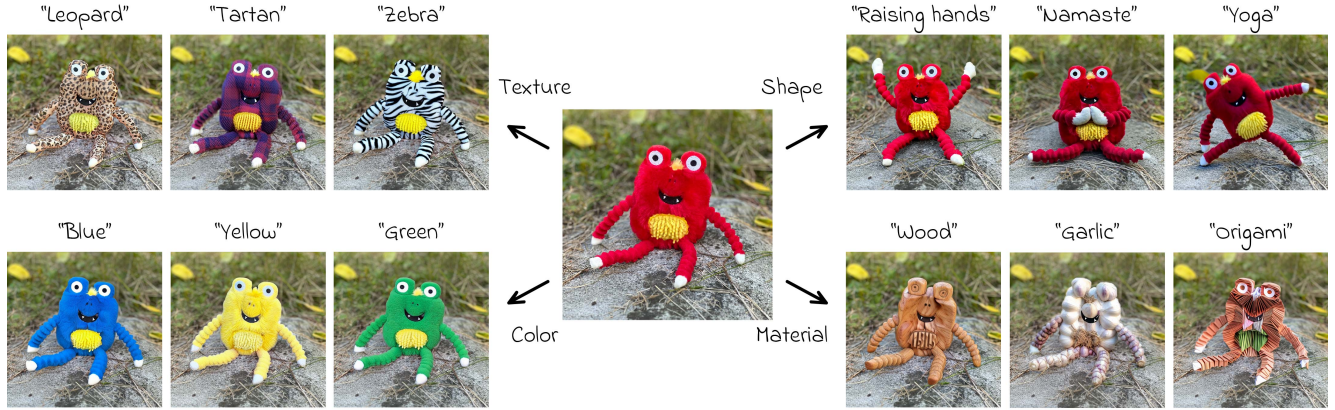 "Leopard" "Tartan" "Zebra" "Raising hands" "Namaste" "Yoga"
Texture Shape
"Blue" "Yellow" "Green" "Wood" "Garlic" "Origami"
Color Material